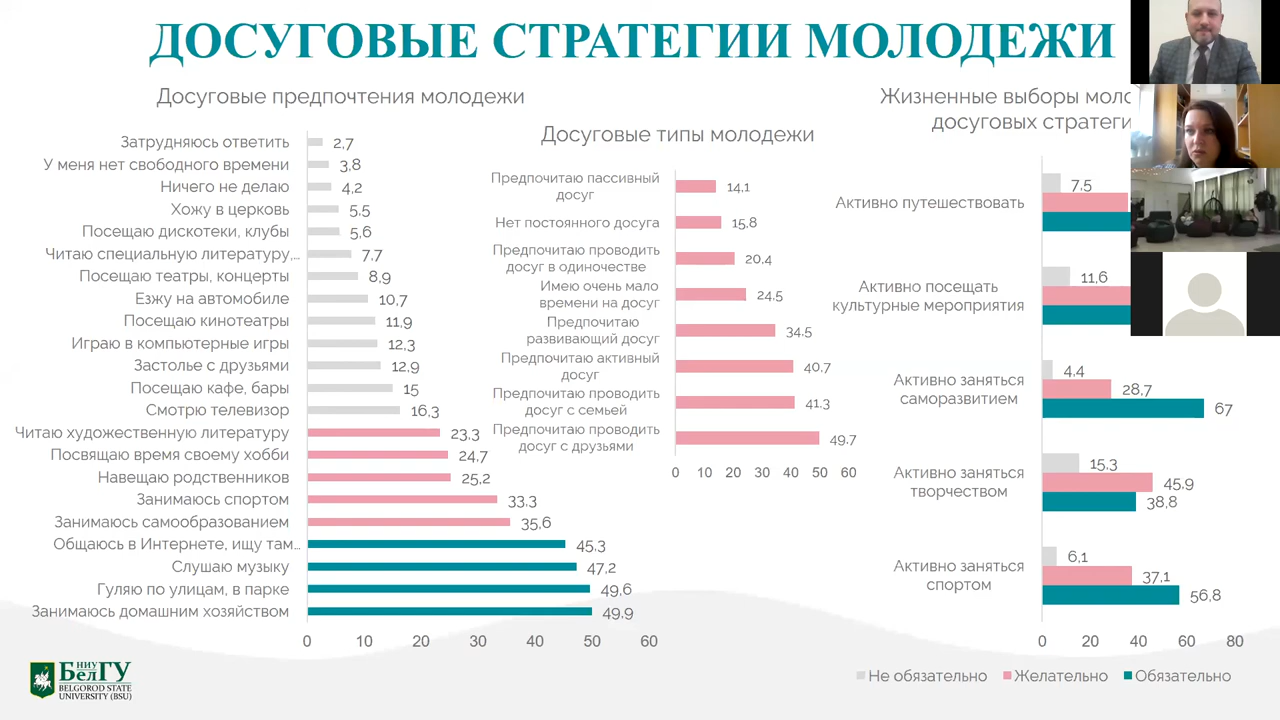 ДОСУГОВЫЕ СТРАТЕГИИ МОЛОДЕЖИ
Досуговые предпочтения молодежи
Затрудняюсь ответить 2,7
У меня нет свободного времени 3,8
Ничего не делаю 4,2
Хожу в церковь 5,5
Посещаю дискотеки, клубы 5,6
Читаю специальную литературу,... 7,7
Посещаю театры, концерты 8,9
Езжу на автомобиле 10,7
Посещаю кинотеатры 11,9
Играю в компьютерные игры 12,3
Застолье с друзьями 12,9
Посещаю кафе, бары 15
Смотрю телевизор 16,3
Читаю художественную литературу 23,3
Посвящаю время своему хобби 24,7
Навещаю родственников 25,2
Занимаюсь спортом 33,3
Занимаюсь самообразованием 35,6
Общаюсь в Интернете, ищу там... 45,3
Слушаю музыку 47,2
Гуляю по улицам, в парке 49,6
Занимаюсь домашним хозяйством 49,9
0 10 20 30 40 50 60
Досуговые типы молодежи
Предпочитаю пассивный
досуг 14,1
Нет постоянного досуга 15,8
Предпочитаю проводить
досуг в одиночестве 20,4
Имею очень мало
времени на досуг 24,5
Предпочитаю
развивающий досуг 34,5
Предпочитаю активный
досуг 40,7
Предпочитаю проводить
досуг с семьей 41,3
Предпочитаю проводить
досуг с друзьями 49,7
0 10 20 30 40 50 60
Жизненные выборы
досуговых
Активно путешествовать 7,5
Активно посещать
культурные мероприятия 11,6
Активно заняться
саморазвитием 4,4
28,7
67
Активно заняться
творчеством 15,3
45,9
38,8
Активно заняться
спортом 6,1
37,1
56,8
0 20 40 60 80
Не обязательно Желательно Обязательно
НИУ
БелГУ
BELGOROD STATE
UNIVERSITY (BSU)